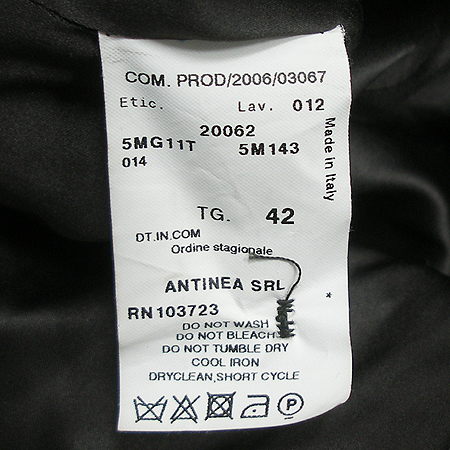 COM. PROD/2006/03067
Etic. Lav. 012
20062
5MG11T 5M143
014
Made in Italy
TG. 42
DT.IN.COM
Ordine stagionale
ANTINEA SRL
*
RN103723
DO NOT WASH
DO NOT BLEACH
DO NOT TUMBLE DRY
COOL IRON
DRYCLEAN,SHORT CYCLE
P